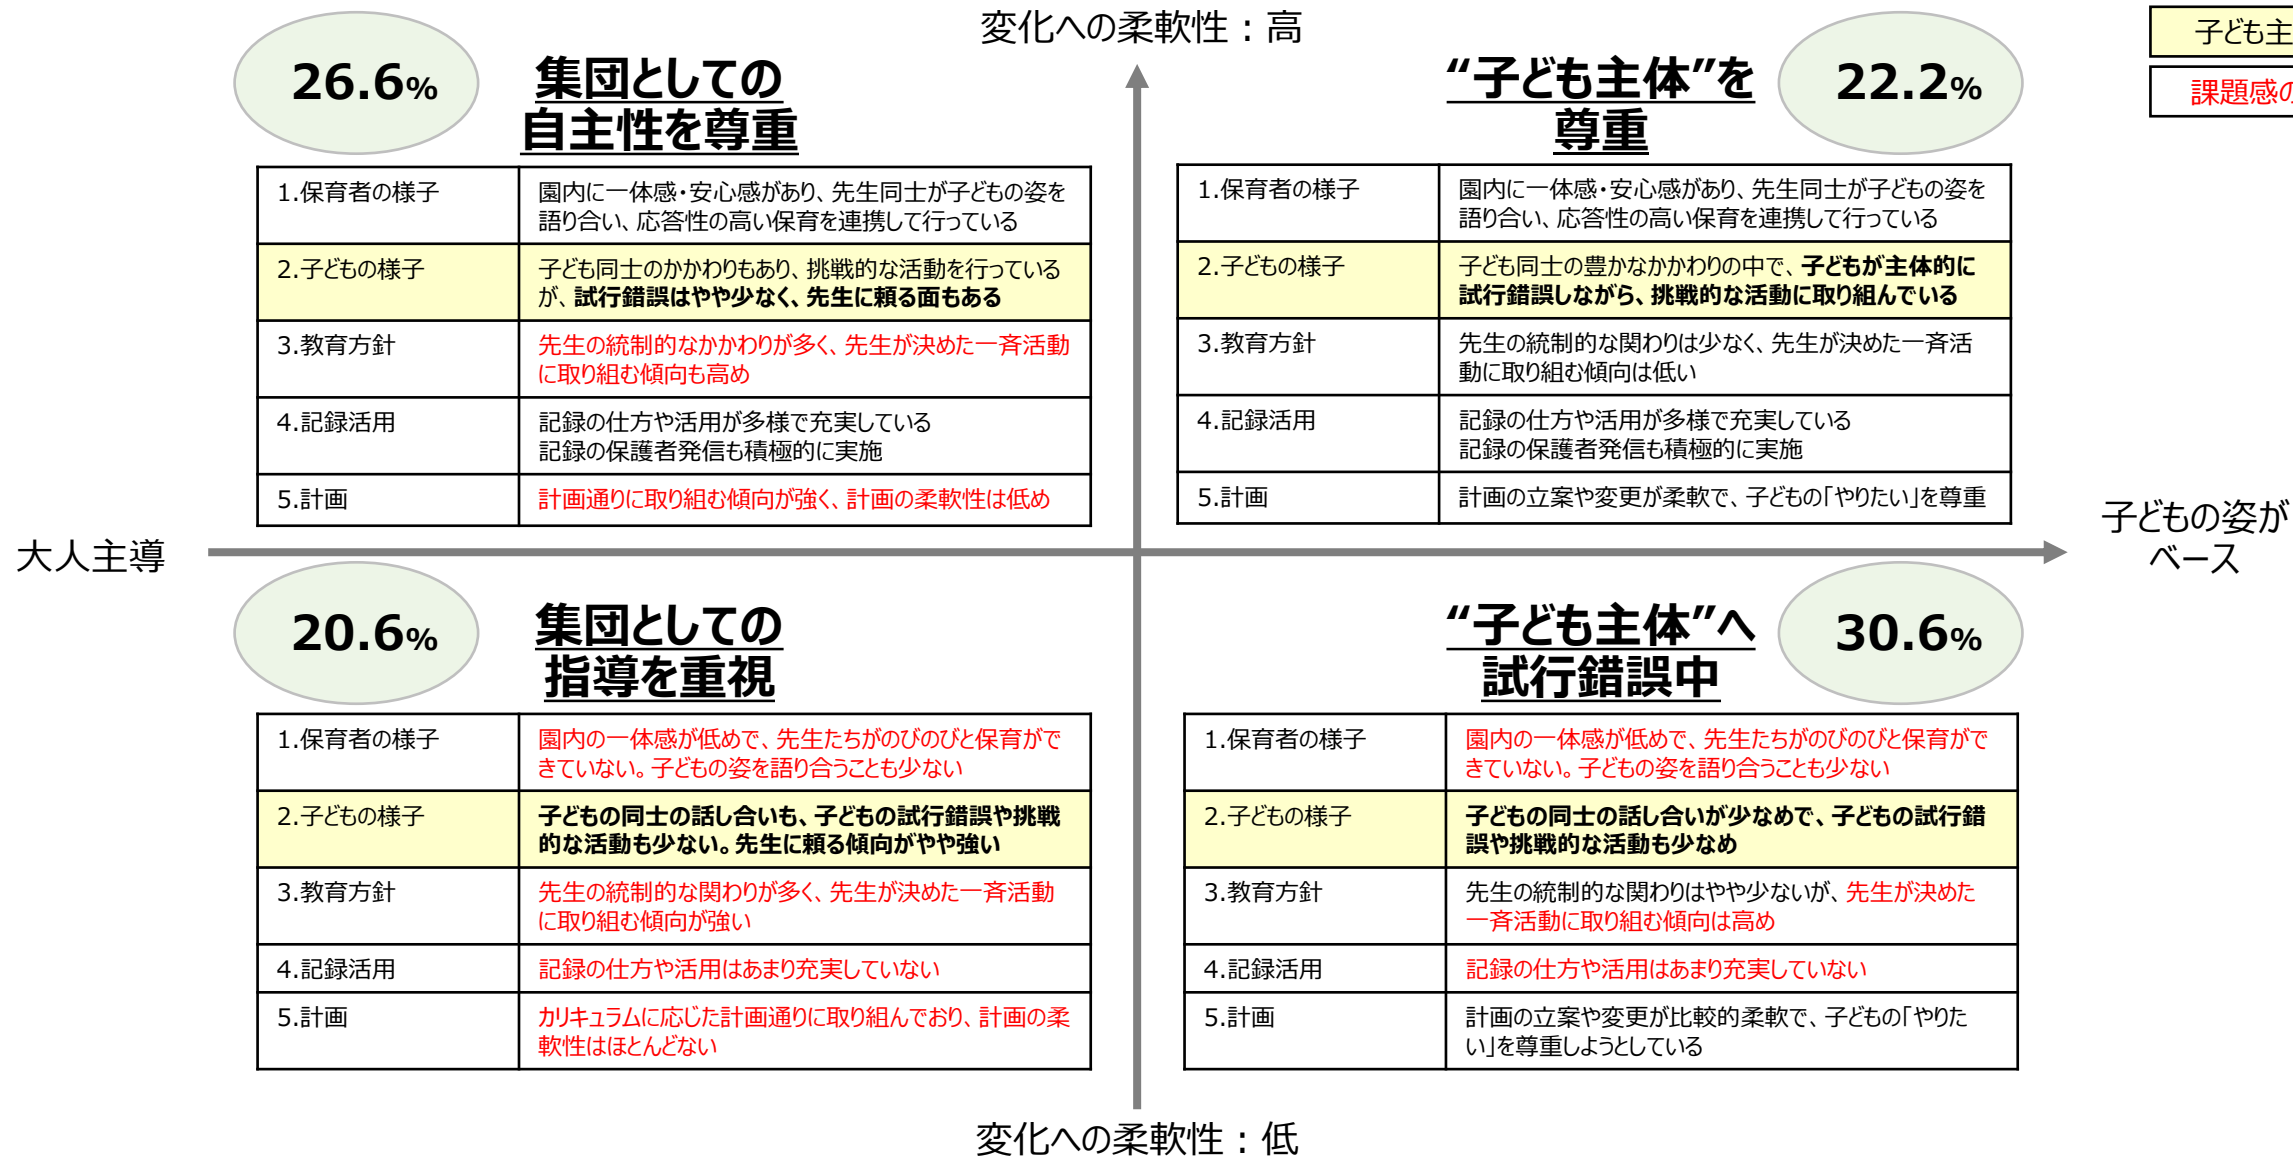 変化への柔軟性：高
子ども主
課題感の
26.6%
集団としての
自主性を尊重
1.保育者の様子
園内に一体感・安心感があり、先生同士が子どもの姿を
語り合い、応答性の高い保育を連携して行っている
2.子どもの様子
子ども同士のかかわりもあり、挑戦的な活動を行っている
が、試行錯誤はやや少なく、先生に頼る面もある
3.教育方針
先生の統制的なかかわりが多く、先生が決めた一斉活動
に取り組む傾向も高め
4.記録活用
記録の仕方や活用が多様で充実している
記録の保護者発信も積極的に実施
5.計画
計画通りに取り組む傾向が強く、計画の柔軟性は低め
“子ども主体”を
尊重
22.2%
1.保育者の様子
園内に一体感・安心感があり、先生同士が子どもの姿を
語り合い、応答性の高い保育を連携して行っている
2.子どもの様子
子ども同士の豊かなかかわりの中で、子どもが主体的に
試行錯誤しながら、挑戦的な活動に取り組んでいる
3.教育方針
先生の統制的な関わりは少なく、先生が決めた一斉活
動に取り組む傾向は低い
4.記録活用
記録の仕方や活用が多様で充実している
記録の保護者発信も積極的に実施
5.計画
計画の立案や変更が柔軟で、子どもの「やりたい」を尊重
大人主導
子どもの姿が
ベース
20.6%
集団としての
指導を重視
1.保育者の様子
園内の一体感が低めで、先生たちがのびのびと保育がで
きていない。子どもの姿を語り合うことも少ない
2.子どもの様子
子どもの同士の話し合いも、子どもの試行錯誤や挑戦
的な活動も少ない。先生に頼る傾向がやや強い
3.教育方針
先生の統制的な関わりが多く、先生が決めた一斉活動
に取り組む傾向が強い
4.記録活用
記録の仕方や活用はあまり充実していない
5.計画
カリキュラムに応じた計画通りに取り組んでおり、計画の柔
軟性はほとんどない
“子ども主体”へ
試行錯誤中
30.6%
1.保育者の様子
園内の一体感が低めで、先生たちがのびのびと保育がで
きていない。子どもの姿を語り合うことも少ない
2.子どもの様子
子どもの同士の話し合いが少なめで、子どもの試行錯
誤や挑戦的な活動も少なめ
3.教育方針
先生の統制的な関わりはやや少ないが、先生が決めた
一斉活動に取り組む傾向は高め
4.記録活用
記録の仕方や活用はあまり充実していない
5.計画
計画の立案や変更が比較的柔軟で、子どもの「やりた
い」を尊重しようとしている
変化への柔軟性：低